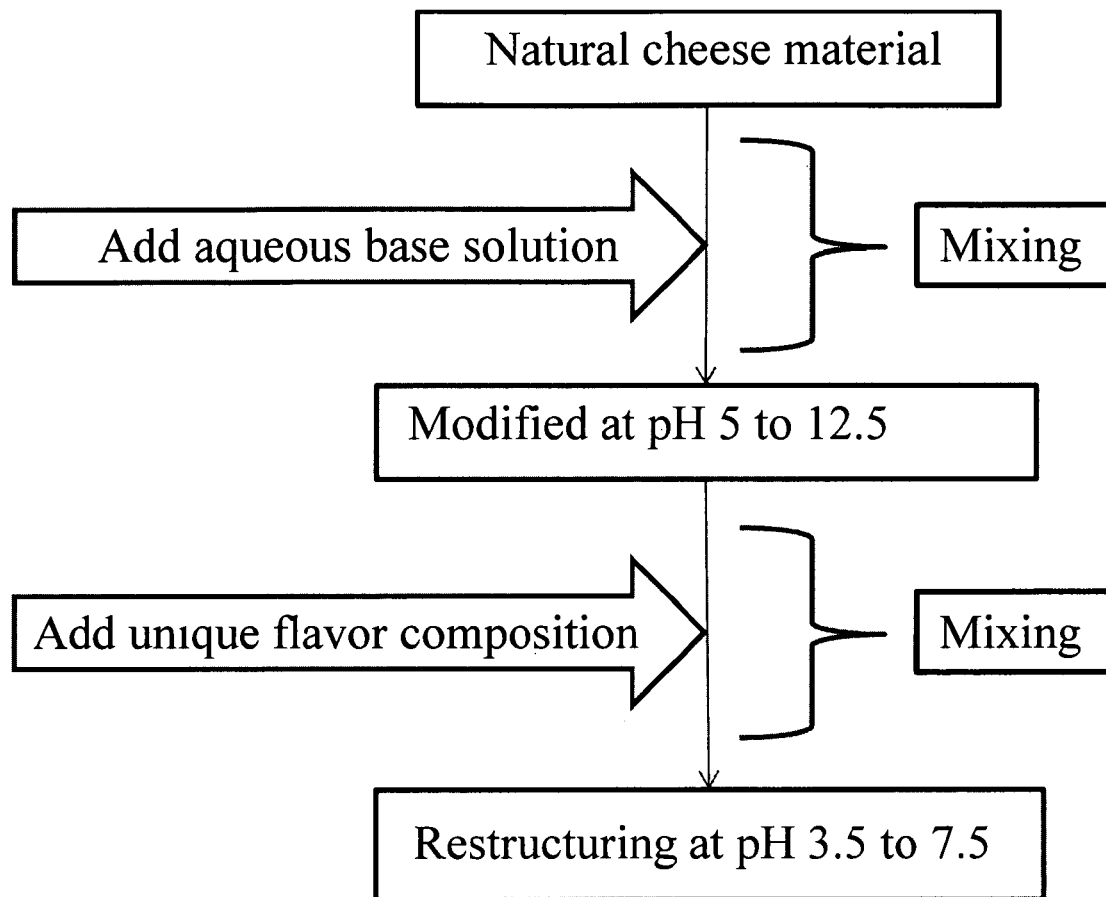 Natural cheese material
Add aqueous base solution
Mixing
Modified at pH 5 to 12.5
Add unique flavor composition
Mixing
Restructuring at pH 3.5 to 7.5